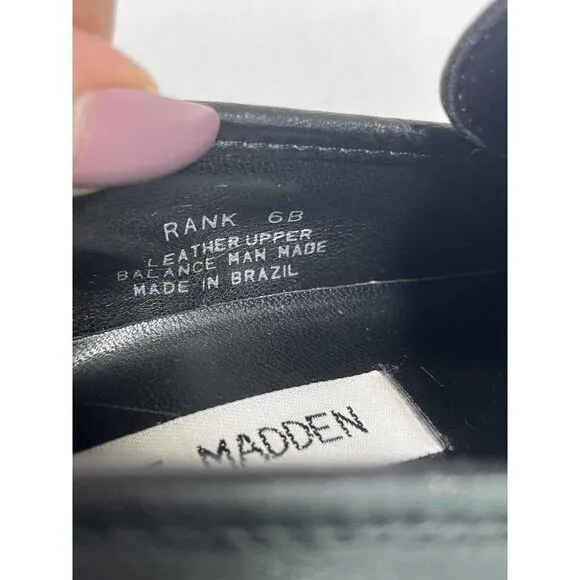 RANK 6B
LEATHER UPPER
BALANCE MAN MADE
MADE IN BRAZIL
MADDEN